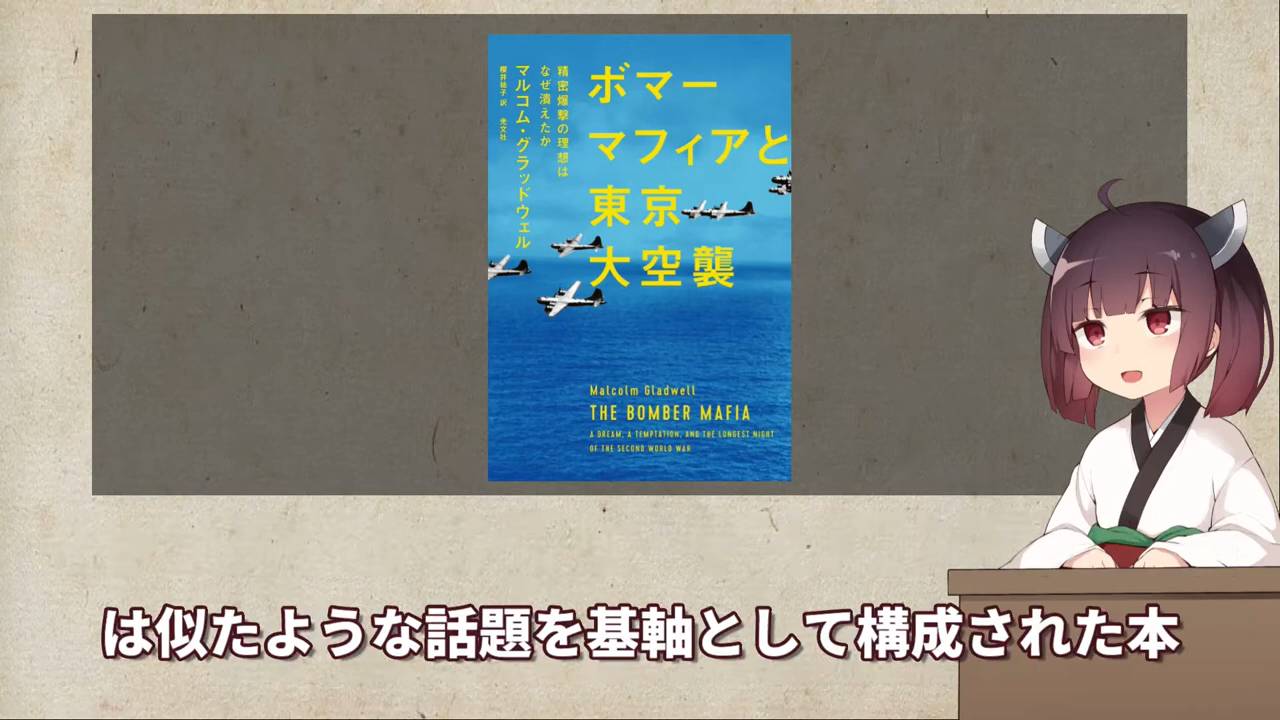 ボマー
マフィアと
東京
大空襲
精密爆撃の理想は
なぜ潰えたか
マルコム・グラッドウェル
櫻井祐子 訳 光文社
Malcolm Gladwell
THE BOMBER MAFIA
A DREAM, A TEMPTATION, AND THE LONGEST NIGHT
OF THE SECOND WORLD WAR
は似たような話題を基軸として構成された本